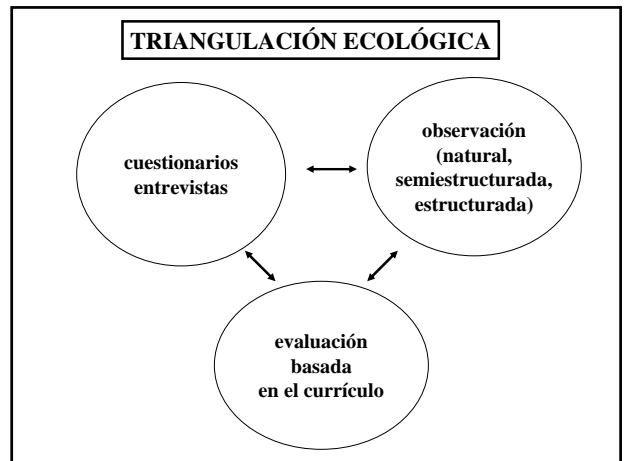 TRIANGULACIÓN ECOLÓGICA
cuestionarios
entrevistas
observación
(natural,
semiestructurada,
estructurada)
evaluación
basada
en el currículo